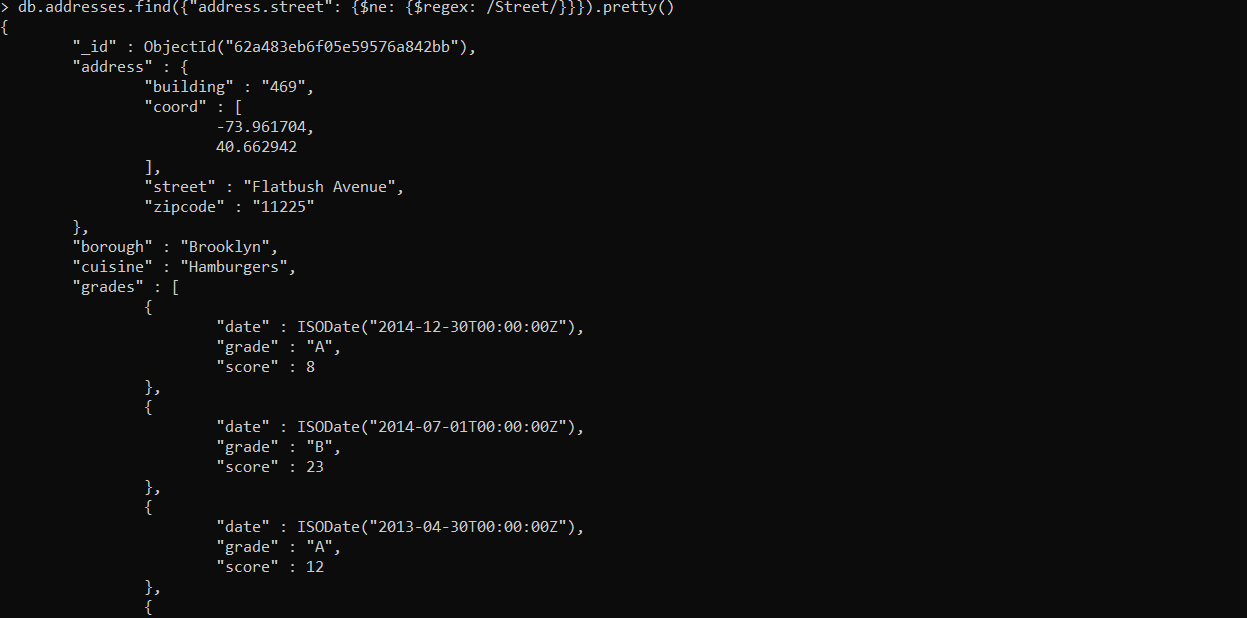 > db.addresses.find({"address.street": {$ne: {$regex: /Street/}}}).pretty()
{
"_id" : ObjectId("62a483eb6f05e59576a842bb"),
"address" : {
"building" : "469",
"coord" : [
-73.961704,
40.662942
],
"street" : "Flatbush Avenue",
"zipcode" : "11225"
},
"borough" : "Brooklyn",
"cuisine" : "Hamburgers",
"grades" : [
{
"date" : ISODate("2014-12-30T00:00:00Z"),
"grade" : "A",
"score" : 8
},
{
"date" : ISODate("2014-07-01T00:00:00Z"),
"grade" : "B",
"score" : 23
},
{
"date" : ISODate("2013-04-30T00:00:00Z"),
"grade" : "A",
"score" : 12
},
{